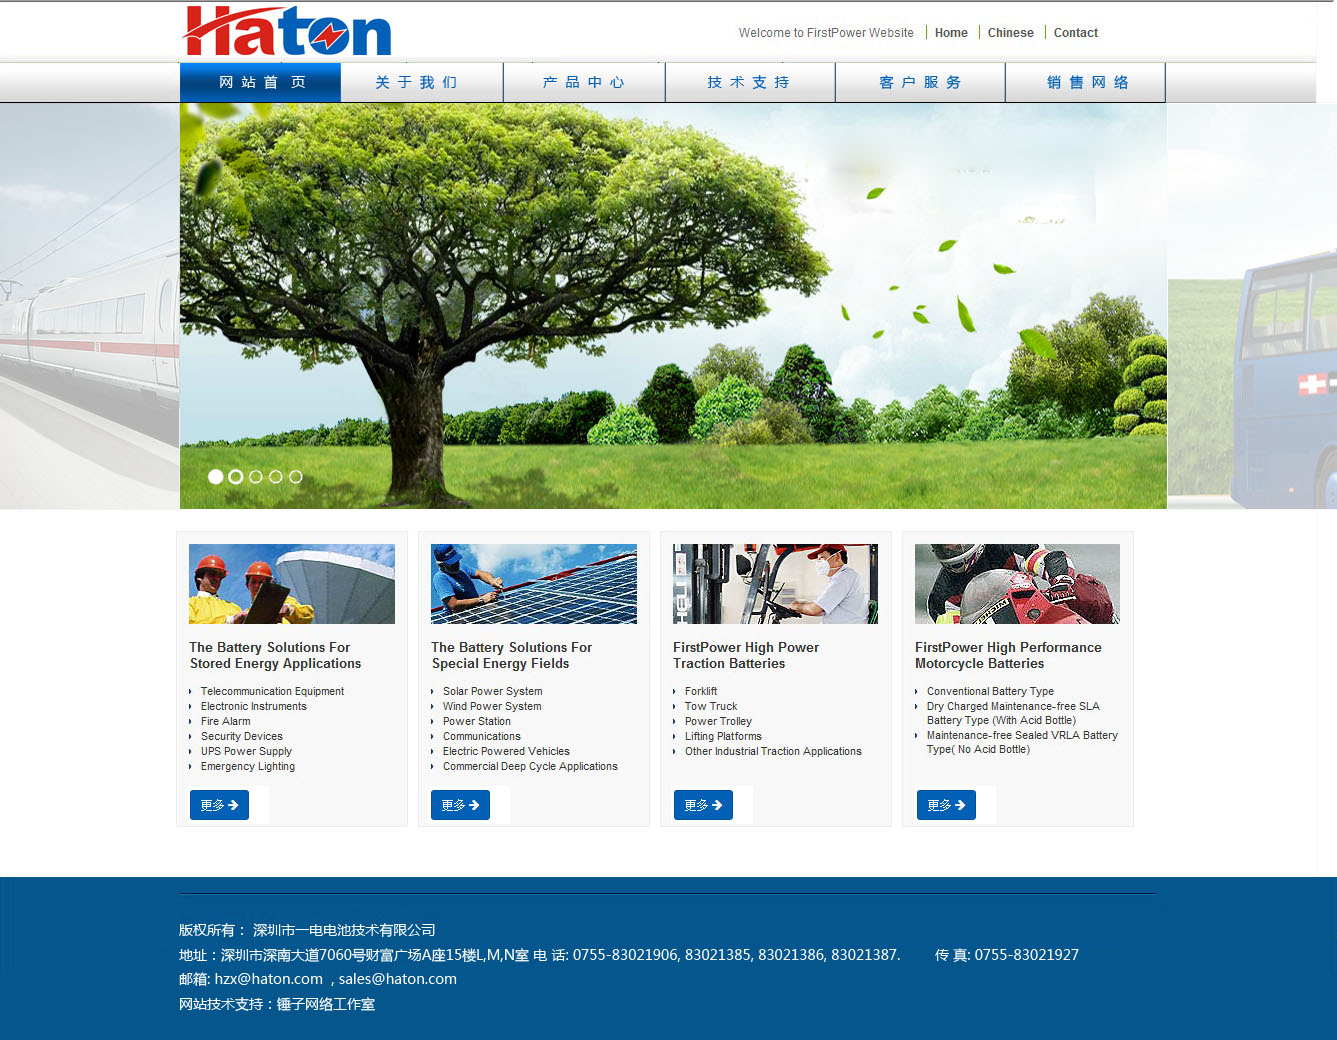 Haton
Welcome to FirstPower Website | Home | Chinese | Contact
网站首页 关于我们 产品中心 技术支持 客户服务 销售网络
The Battery Solutions For
Stored Energy Applications
Telecommunication Equipment
Electronic Instruments
Fire Alarm
Security Devices
UPS Power Supply
Emergency Lighting
更多
The Battery Solutions For
Special Energy Fields
Solar Power System
Wind Power System
Power Station
Communications
Electric Powered Vehicles
Commercial Deep Cycle Applications
更多
FirstPower High Power
Traction Batteries
Forklift
Tow Truck
Power Trolley
Lifting Platforms
Other Industrial Traction Applications
更多
FirstPower High Performance
Motorcycle Batteries
Conventional Battery Type
Dry Charged Maintenance-free SLA
Battery Type (With Acid Bottle)
Maintenance-free Sealed VRLA Battery
Type( No Acid Bottle)
更多
版权所有： 深圳市一电电池技术有限公司
地址：深圳市深南大道7060号财富广场A座15楼L,M,N室 电 话: 0755-83021906, 83021385, 83021386, 83021387. 传 真: 0755-83021927
邮箱: hzx@haton.com , sales@haton.com
网站技术支持：锤子网络工作室